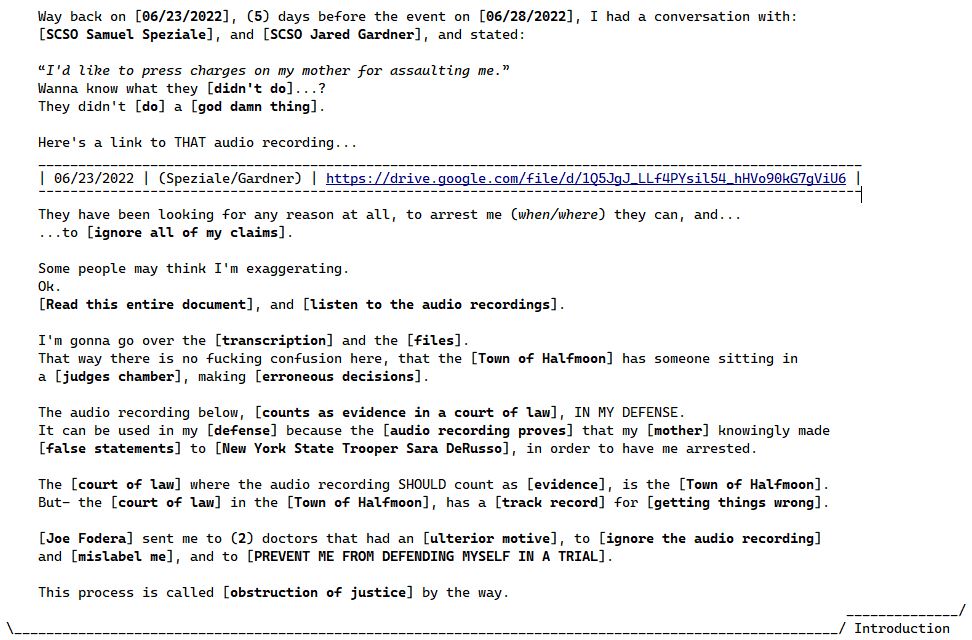 Way back on [06/23/2022], (5) days before the event on [06/28/2022], I had a conversation with:
[SCSO Samuel Speziale], and [SCSO Jared Gardner], and stated:
“I'd like to press charges on my mother for assaulting me.”
Wanna know what they [didn't do]...?
They didn't [do] a [god damn thing].
Here's a link to THAT audio recording...
| 06/23/2022 | (Speziale/Gardner) | https://drive.google.com/file/d/1Q5JgJ_LLf4PYsil54_hHVo90kG7gViU6 |
They have been looking for any reason at all, to arrest me (when/where) they can, and...
...to [ignore all of my claims].
Some people may think I'm exaggerating.
Ok.
[Read this entire document], and [listen to the audio recordings].
I'm gonna go over the [transcription] and the [files].
That way there is no fucking confusion here, that the [Town of Halfmoon] has someone sitting in
a [judges chamber], making [erroneous decisions].
The audio recording below, [counts as evidence in a court of law], IN MY DEFENSE.
It can be used in my [defense] because the [audio recording proves] that my [mother] knowingly made
[false statements] to [New York State Trooper Sara DeRusso], in order to have me arrested.
The [court of law] where the audio recording SHOULD count as [evidence], is the [Town of Halfmoon].
But– the [court of law] in the [Town of Halfmoon], has a [track record] for [getting things wrong].
[Joe Fodera] sent me to (2) doctors that had an [ulterior motive], to [ignore the audio recording]
and [mislabel me], and to [PREVENT ME FROM DEFENDING MYSELF IN A TRIAL].
This process is called [obstruction of justice] by the way.
Introduction